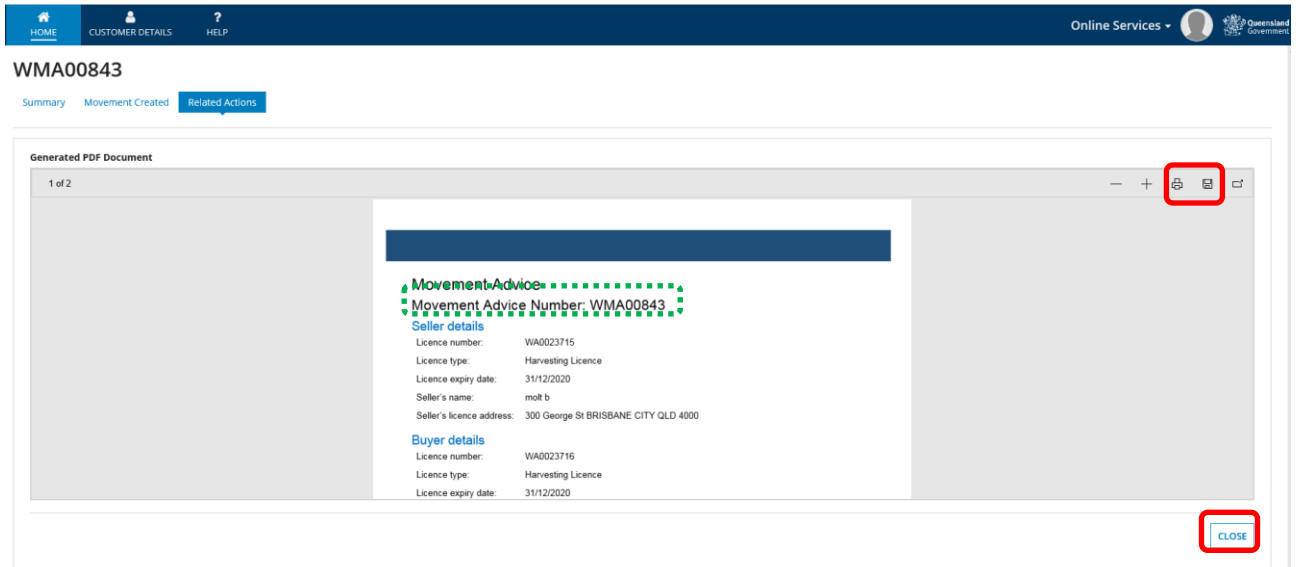 HOME CUSTOMER DETAILS ? HELP Online Services Queensland Government
WMA00843
Summary Movement Created Related Actions
Generated PDF Document
1 of 2
Movement Advice
Movement Advice Number: WMA00843
Seller details
Licence number: WA0023715
Licence type: Harvesting Licence
Licence expiry date: 31/12/2020
Seller's name: molt b
Seller's licence address: 300 George St BRISBANE CITY QLD 4000
Buyer details
Licence number: WA0023716
Licence type: Harvesting Licence
Licence expiry date: 31/12/2020
CLOSE